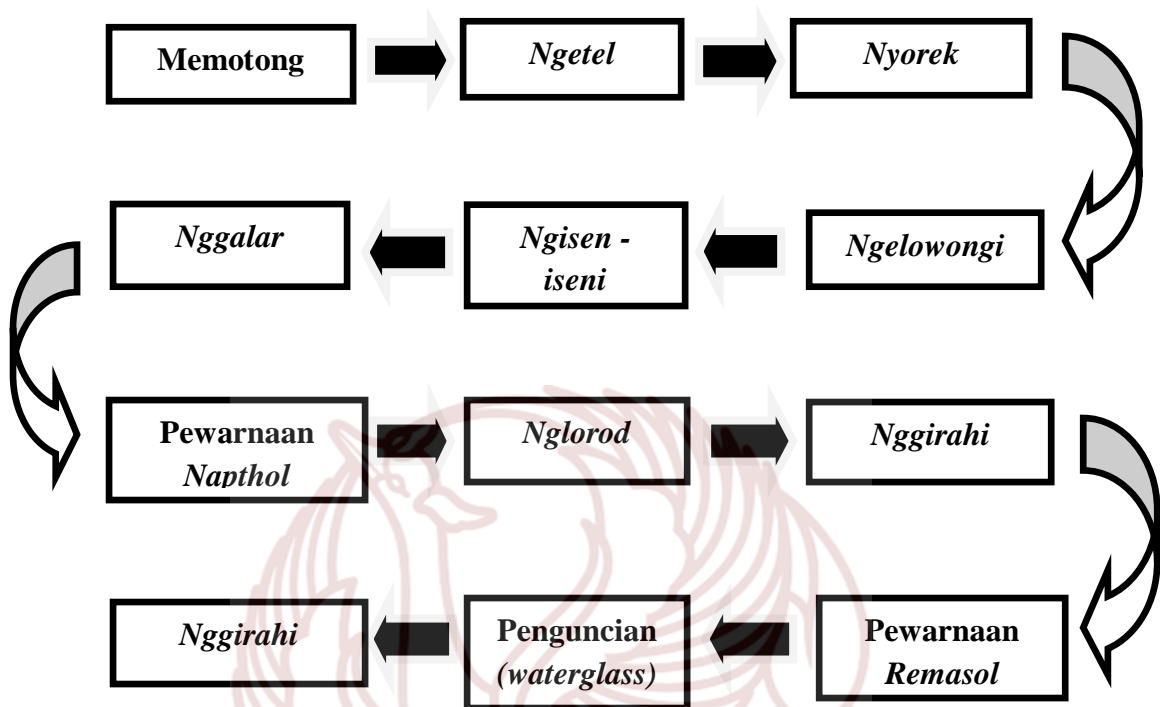 Memotong
Ngetel
Nyorek
Ngelowongi
Ngisen -
iseni
Nggalar
Pewarnaan
Napthol
Nglorod
Nggirahi
Pewarnaan
Remasol
Penguncian
(waterglass)
Nggirahi